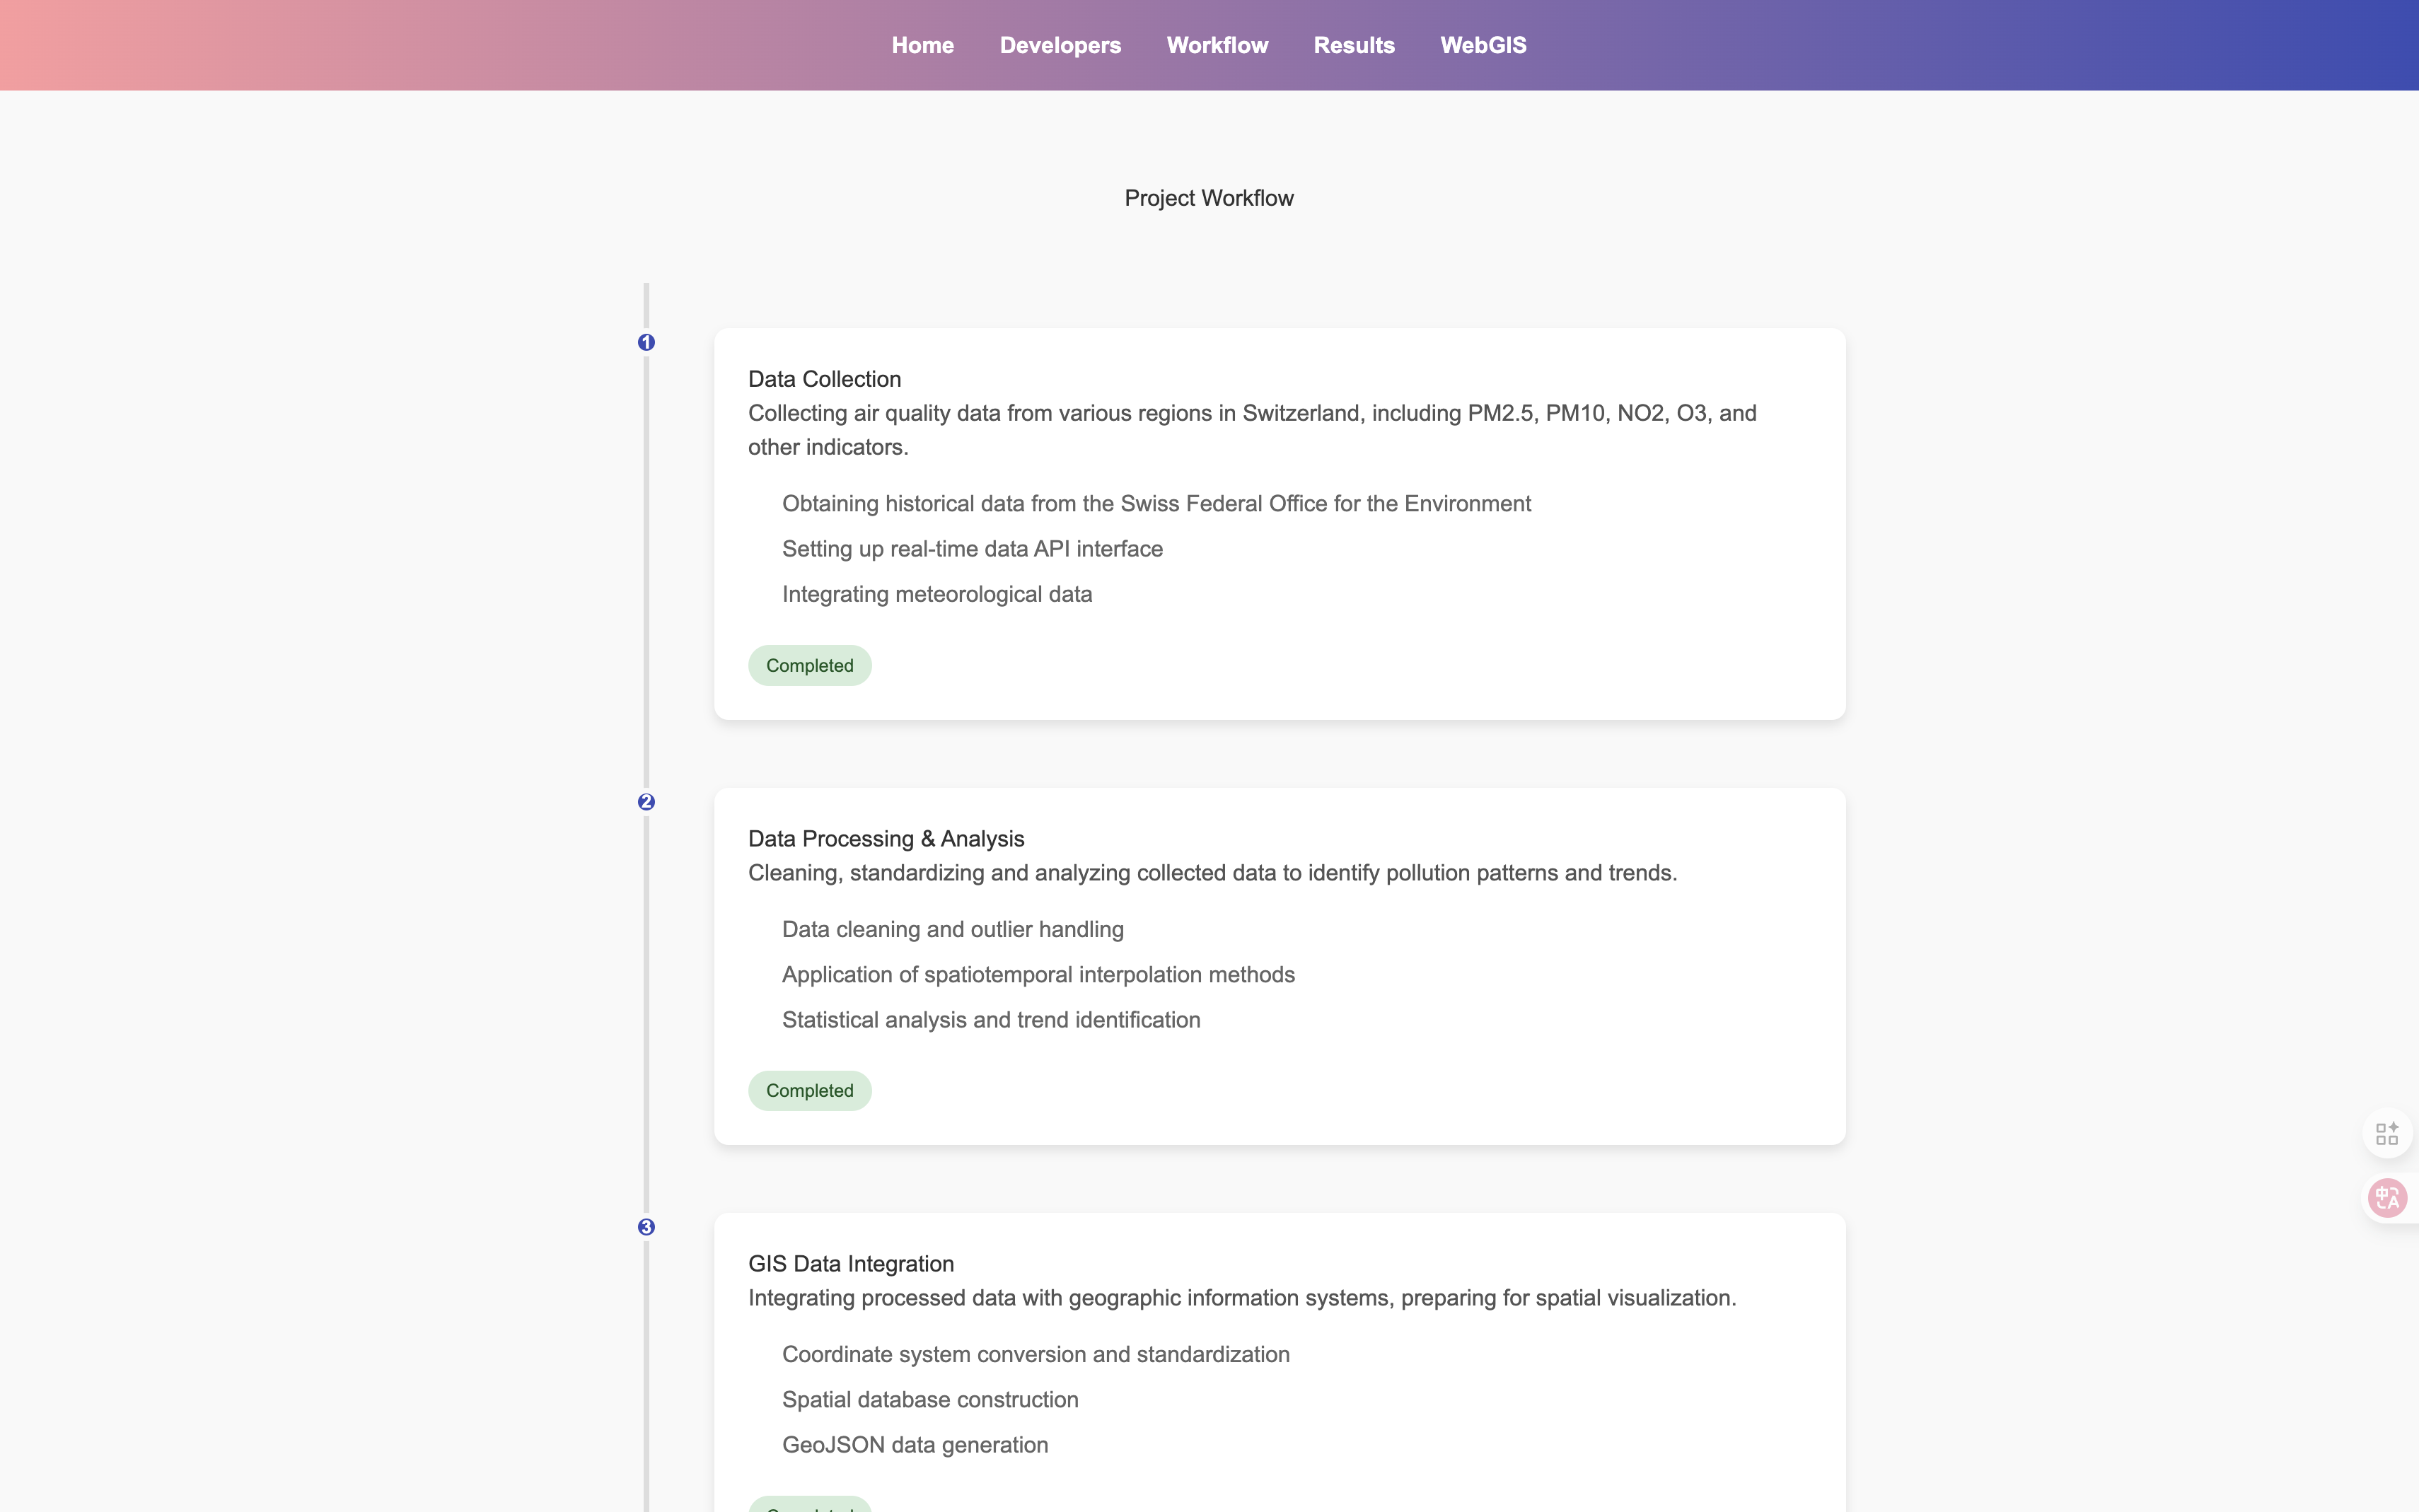 Home Developers Workflow Results WebGIS
Project Workflow
1
Data Collection
Collecting air quality data from various regions in Switzerland, including PM2.5, PM10, NO2, O3, and
other indicators.
Obtaining historical data from the Swiss Federal Office for the Environment
Setting up real-time data API interface
Integrating meteorological data
Completed
2
Data Processing & Analysis
Cleaning, standardizing and analyzing collected data to identify pollution patterns and trends.
Data cleaning and outlier handling
Application of spatiotemporal interpolation methods
Statistical analysis and trend identification
Completed
3
GIS Data Integration
Integrating processed data with geographic information systems, preparing for spatial visualization.
Coordinate system conversion and standardization
Spatial database construction
GeoJSON data generation
中A